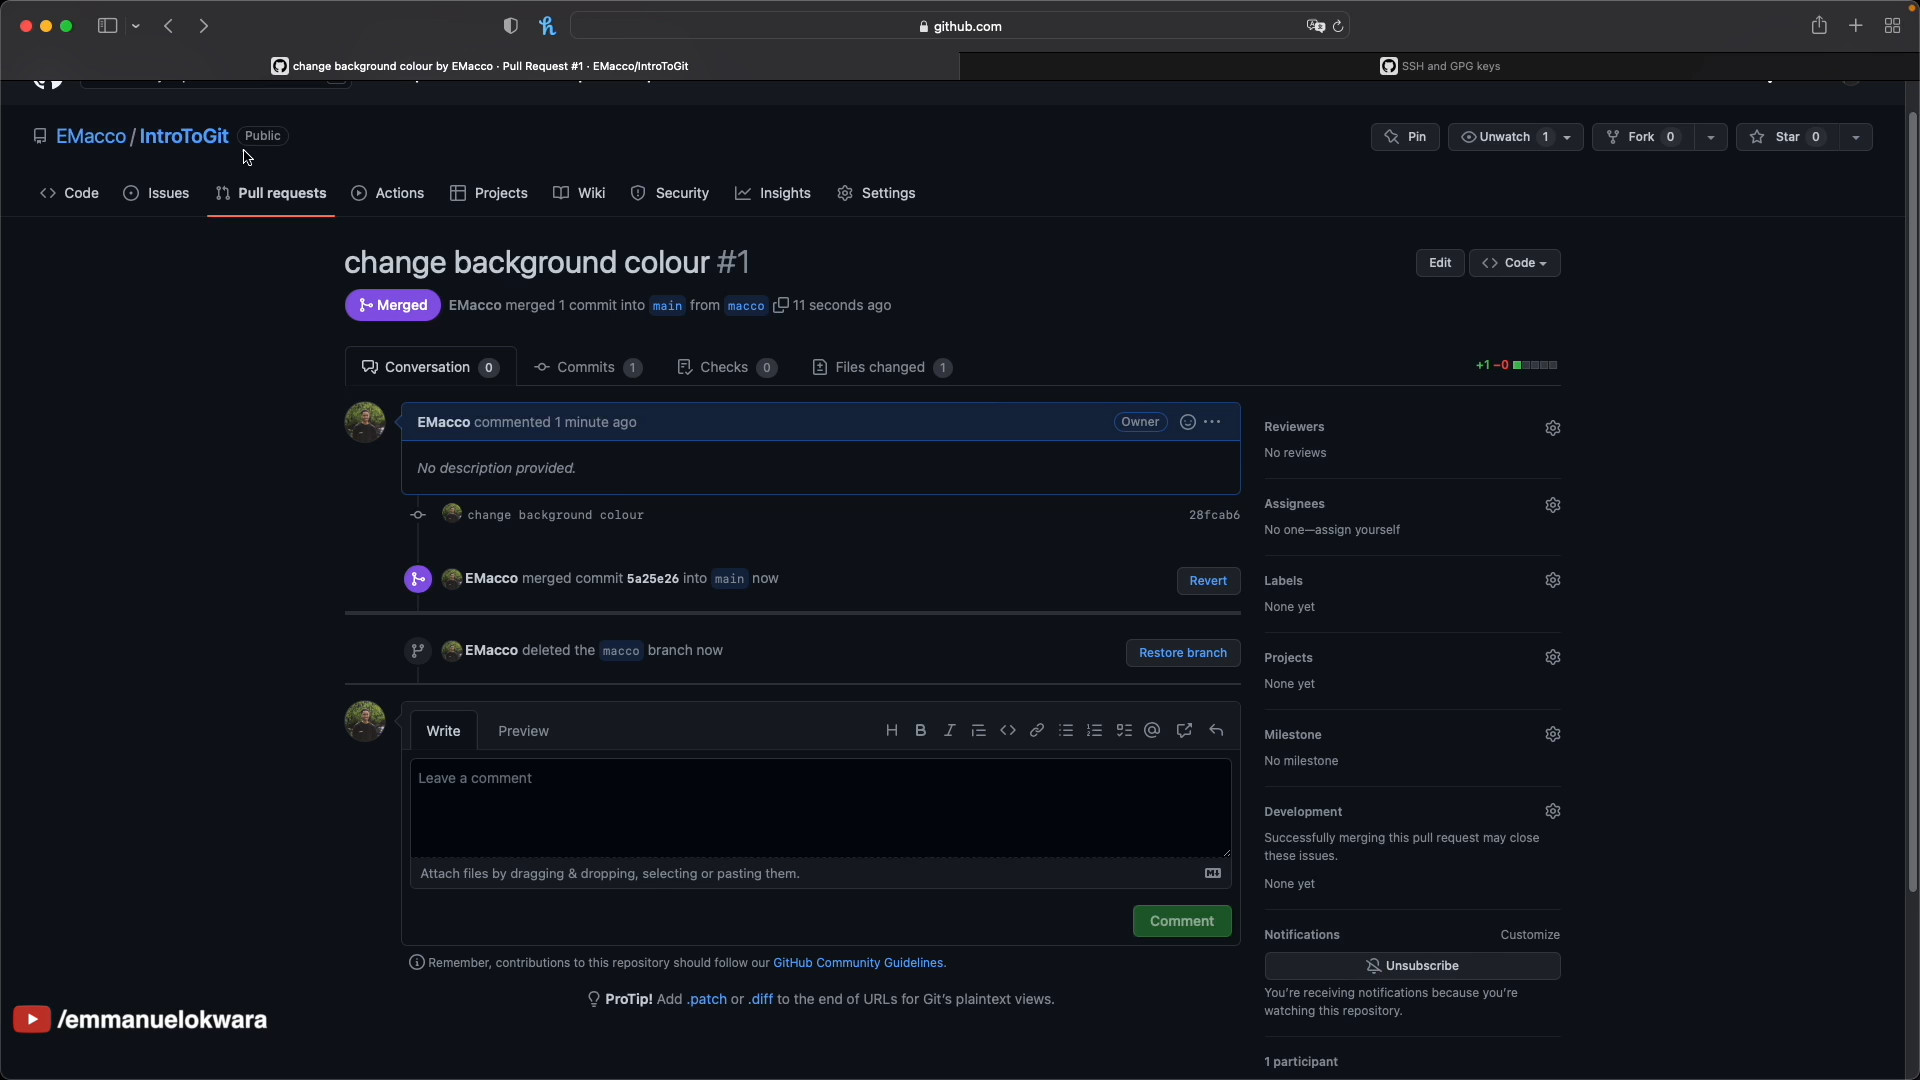 github.com
change background colour by EMacco · Pull Request #1 · EMacco/IntroToGit
SSH and GPG keys
EMacco / IntroToGit Public
Pin
Unwatch 1
Fork 0
Star 0
Code
Issues
Pull requests
Actions
Projects
Wiki
Security
Insights
Settings
change background colour #1
Edit
Code
Merged EMacco merged 1 commit into main from macco 11 seconds ago
Conversation 0
Commits 1
Checks 0
Files changed 1
+1 −0
EMacco commented 1 minute ago
Owner
No description provided.
change background colour 28fcab6
EMacco merged commit 5a25e26 into main now
Revert
EMacco deleted the macco branch now
Restore branch
Write
Preview
H B I
Leave a comment
Attach files by dragging & dropping, selecting or pasting them.
Comment
Remember, contributions to this repository should follow our GitHub Community Guidelines.
ProTip! Add .patch or .diff to the end of URLs for Git's plaintext views.
Reviewers
No reviews
Assignees
No one—assign yourself
Labels
None yet
Projects
None yet
Milestone
No milestone
Development
Successfully merging this pull request may close
these issues.
None yet
Notifications
Customize
Unsubscribe
You're receiving notifications because you're
watching this repository.
1 participant
/emmanuelokwara